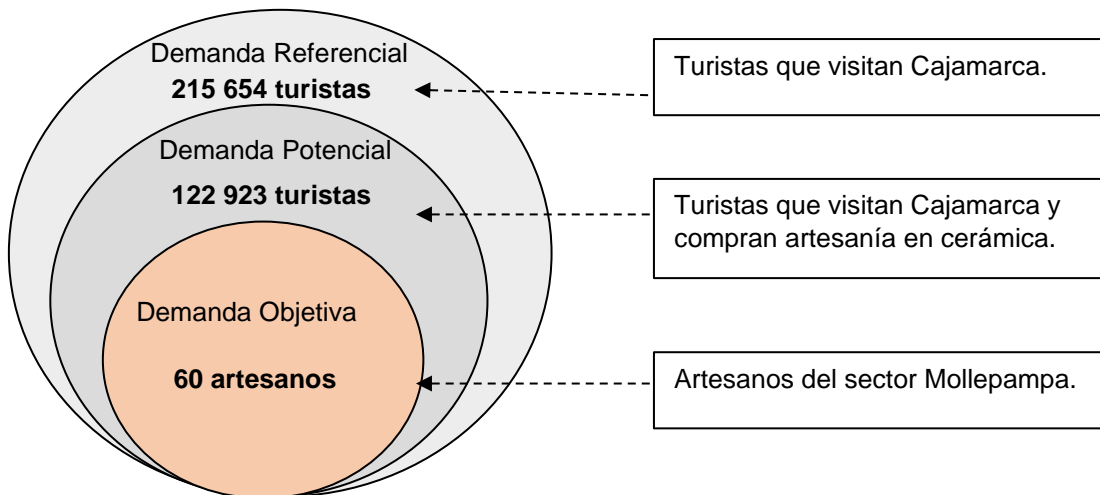 Demanda Referencial
215 654 turistas
Turistas que visitan Cajamarca.
Demanda Potencial
122 923 turistas
Turistas que visitan Cajamarca y
compran artesanía en cerámica.
Demanda Objetiva
60 artesanos
Artesanos del sector Mollepampa.